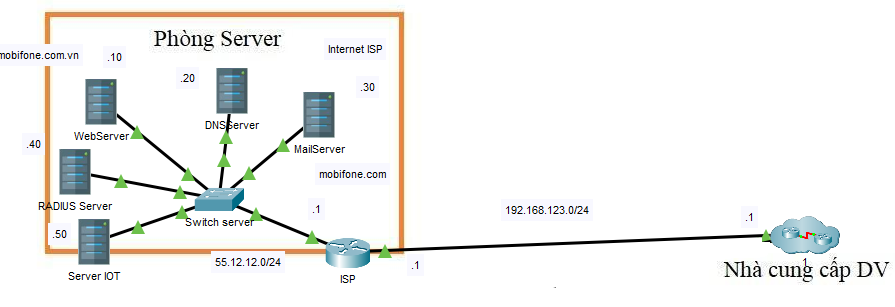 Phòng Server
Internet ISP
mobifone.com.vn
.10
.20
.30
WebServer
DNSServer
MailServer
.40
mobifone.com
RADIUS Server
.50
Switch server
.1
192.168.123.0/24
.1
Server IOT
55.12.12.0/24
ISP
.1
1
Nhà cung cấp DV